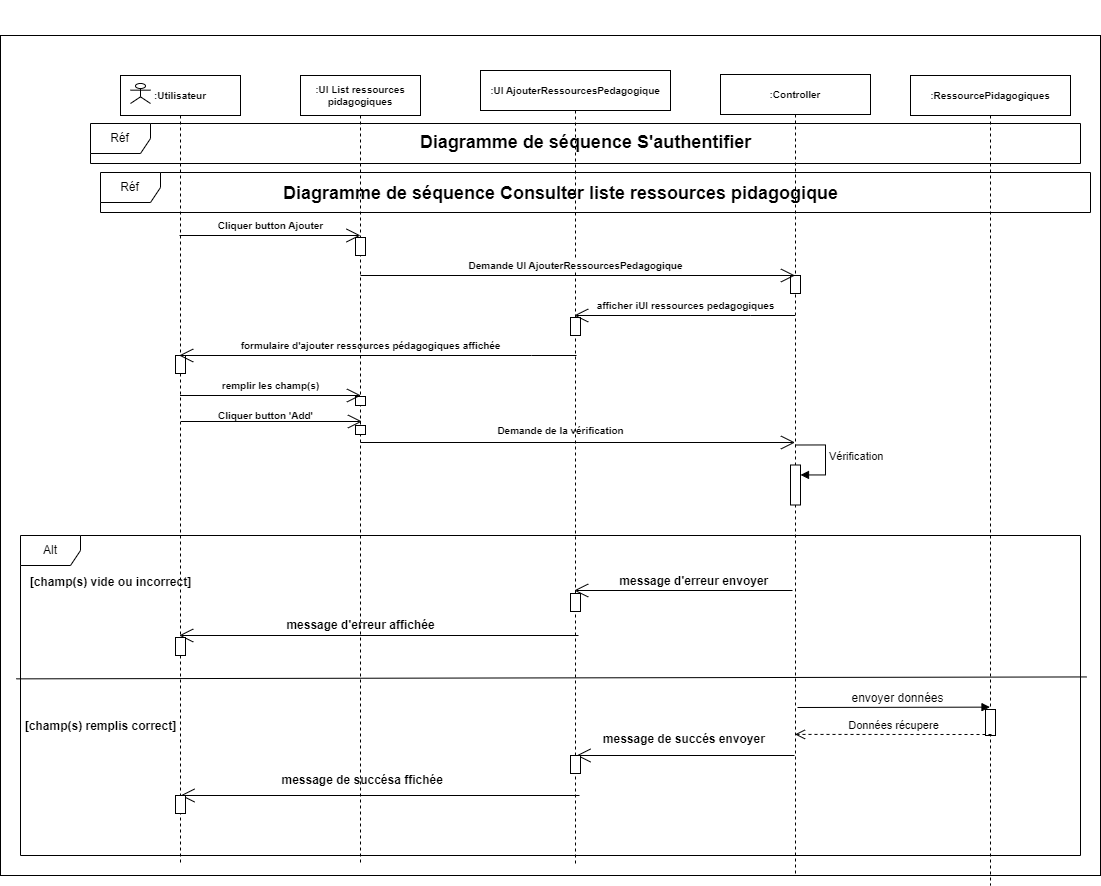 :Utilisateur
:UI List ressources
pidagogiques
:UI AjouterRessourcesPedagogique
:Controller
:RessourcePidagogiques
Réf
Diagramme de séquence S'authentifier
Réf
Diagramme de séquence Consulter liste ressources pidagogique
Cliquer button Ajouter
Demande UI AjouterRessourcesPedagogique
afficher iUI ressources pedagogiques
formulaire d'ajouter ressources pédagogiques affichée
remplir les champ(s)
Cliquer button 'Add'
Demande de la vérification
Vérification
Alt
[champ(s) vide ou incorrect]
message d'erreur envoyer
message d'erreur affichée
envoyer données
[champ(s) remplis correct]
Données récupere
message de succés envoyer
message de succésa ffichée